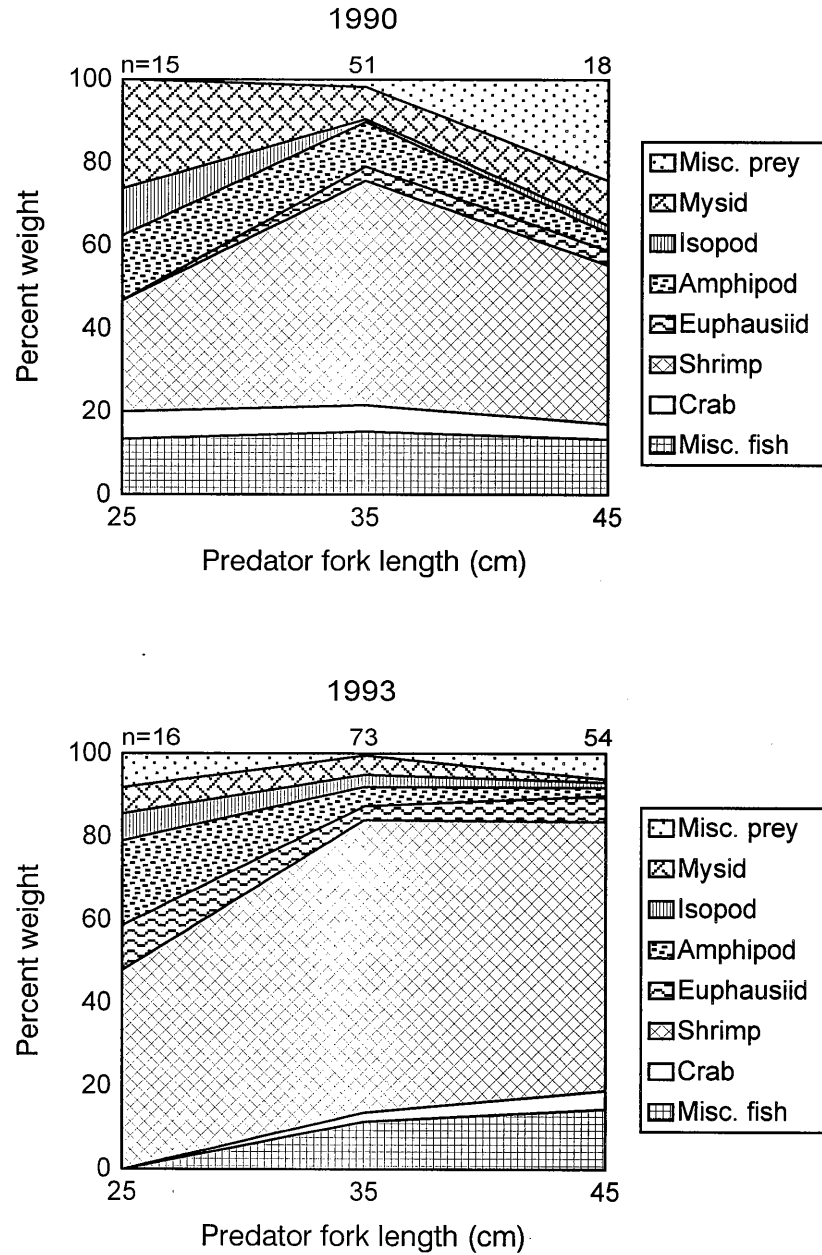 1990
n=15 51 18
100
80
60
40
20
0
Percent weight
25 35 45
Predator fork length (cm)
Misc. prey
Mysid
Isopod
Amphipod
Euphausiid
Shrimp
Crab
Misc. fish
1993
n=16 73 54
100
80
60
40
20
0
Percent weight
25 35 45
Predator fork length (cm)
Misc. prey
Mysid
Isopod
Amphipod
Euphausiid
Shrimp
Crab
Misc. fish